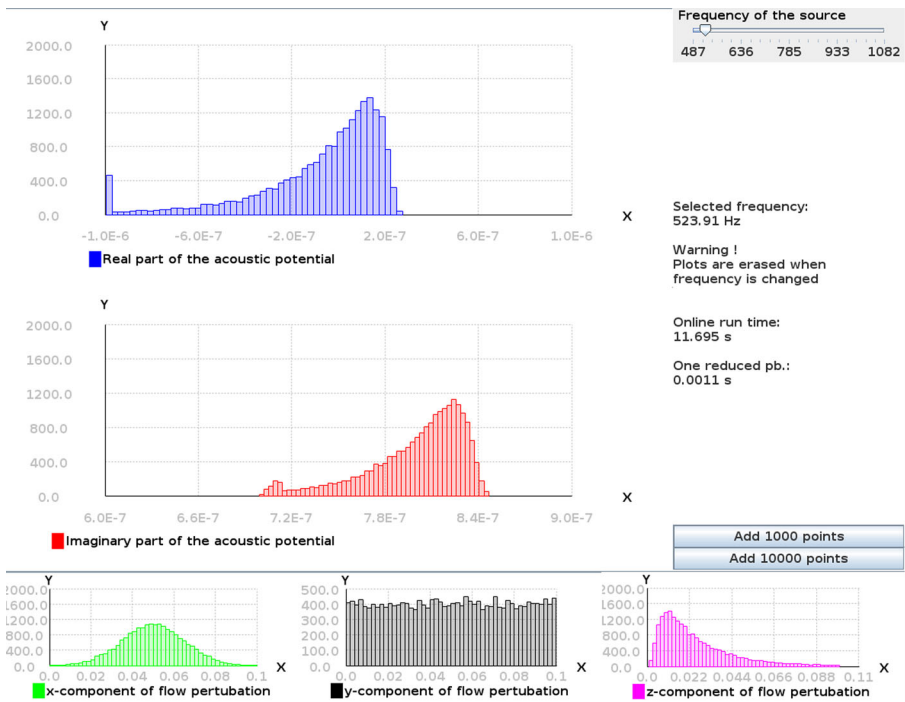 Y
2000.0
1600.0
1200.0
800.0
400.0
0.0
X
-1.0E-6 -6.0E-7 -2.0E-7 2.0E-7 6.0E-7 1.0E-6
Real part of the acoustic potential
Y
2000.0
1600.0
1200.0
800.0
400.0
0.0
X
6.0E-7 6.6E-7 7.2E-7 7.8E-7 8.4E-7 9.0E-7
Imaginary part of the acoustic potential
Frequency of the source
487 636 785 933 1082
Selected frequency:
523.91 Hz
Warning !
Plots are erased when
frequency is changed
Online run time:
11.695 s
One reduced pb.:
0.0011 s
Add 1000 points
Add 10000 points
Y
2000.0
1600.0
1200.0
800.0
400.0
0.0
X
0.0 0.02 0.04 0.06 0.08 0.1
x-component of flow pertubation
Y
500.0
400.0
300.0
200.0
100.0
0.0
X
0.0 0.02 0.04 0.06 0.08 0.1
y-component of flow pertubation
Y
2000.0
1600.0
1200.0
800.0
400.0
0.0
X
0.0 0.022 0.044 0.066 0.088 0.11
z-component of flow pertubation